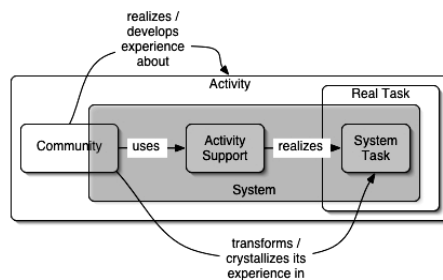 realizes /
develops
experience
about
Activity
Real Task
Community
uses
Activity
Support
realizes
System
Task
System
transforms /
crystallizes its
experience in